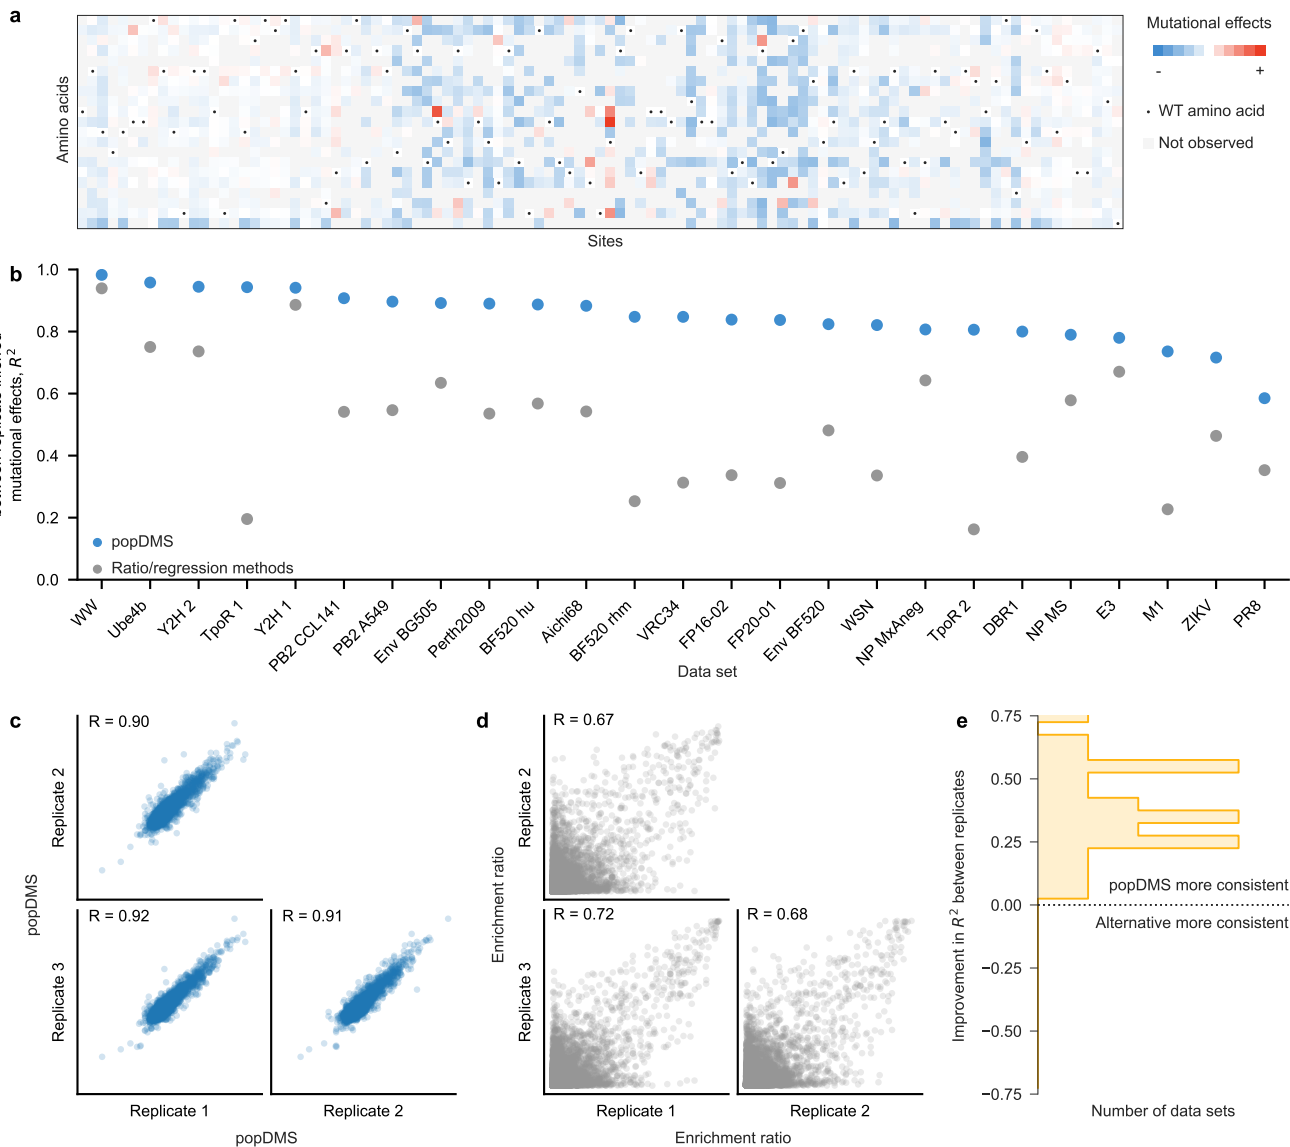 a
Amino acids
Sites
Mutational effects
- +
WT amino acid
Not observed
b
mutational effects, R²
1.0
0.8
0.6
0.4
0.2
0.0
popDMS
Ratio/regression methods
WW
Ube4b
Y2H 2
TpoR 1
Y2H 1
PB2 CCL141
PB2 A549
Env BG505
Perth2009
BF520 hu
Aichi68
BF520 rhm
VRC34
FP16-02
FP20-01
Env BF520
WSN
NP MxAneg
TpoR 2
DBR1
NP MS
E3
M1
ZIKV
PR8
Data set
c
R = 0.90
Replicate 2
popDMS
R = 0.92
R = 0.91
Replicate 3
Replicate 1
Replicate 2
popDMS
d
R = 0.67
Replicate 2
Enrichment ratio
R = 0.72
R = 0.68
Replicate 3
Replicate 1
Replicate 2
Enrichment ratio
e
Improvement in R² between replicates
0.75
0.50
0.25
0.00
−0.25
−0.50
−0.75
popDMS more consistent
Alternative more consistent
Number of data sets